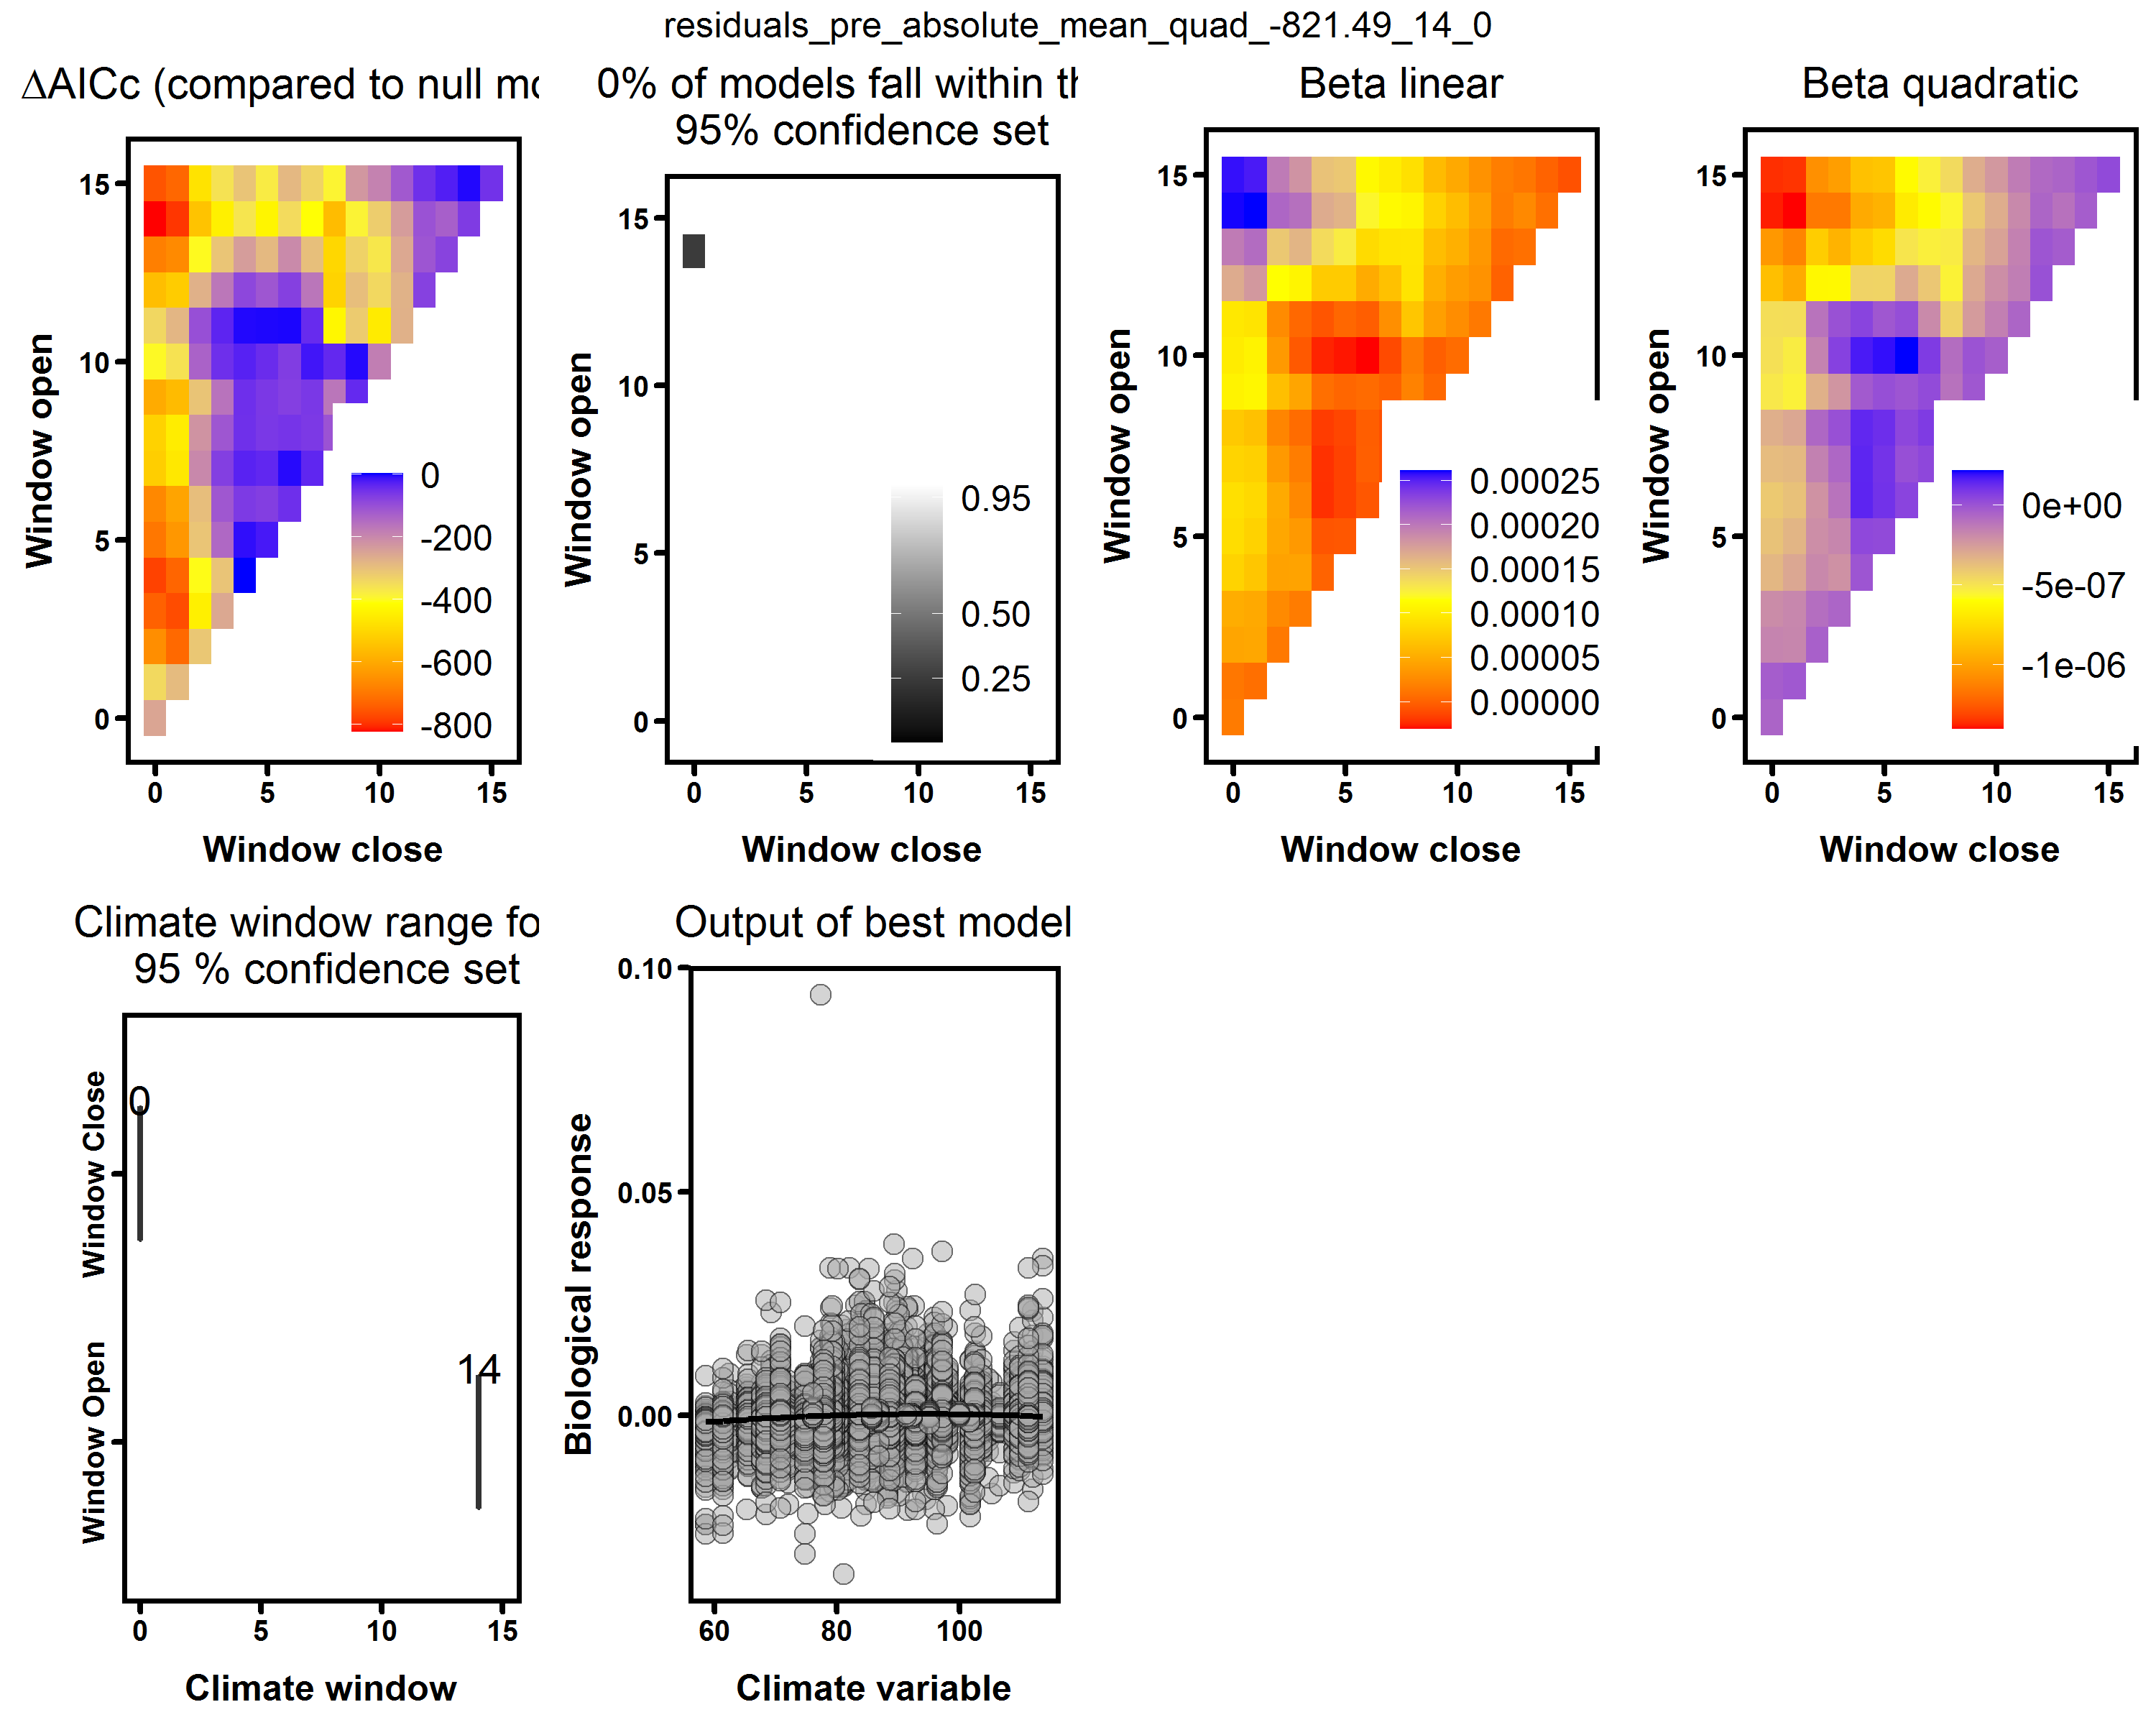 residuals_pre_absolute_mean_quad_-821.49_14_0
ΔAICc (compared to null mo
15
10
5
0
Window open
0
-200
-400
-600
-800
0 5 10 15
Window close
0% of models fall within th
95% confidence set
15
10
5
0
Window open
0.95
0.50
0.25
0 5 10 15
Window close
Beta linear
15
10
5
0
Window open
0.00025
0.00020
0.00015
0.00010
0.00005
0.00000
0 5 10 15
Window close
Beta quadratic
15
10
5
0
Window open
0e+00
-5e-07
-1e-06
0 5 10 15
Window close
Climate window range fo
95 % confidence set
Window Close
Window Open
0
14
0 5 10 15
Climate window
Output of best model
0.10
0.05
0.00
Biological response
60 80 100
Climate variable